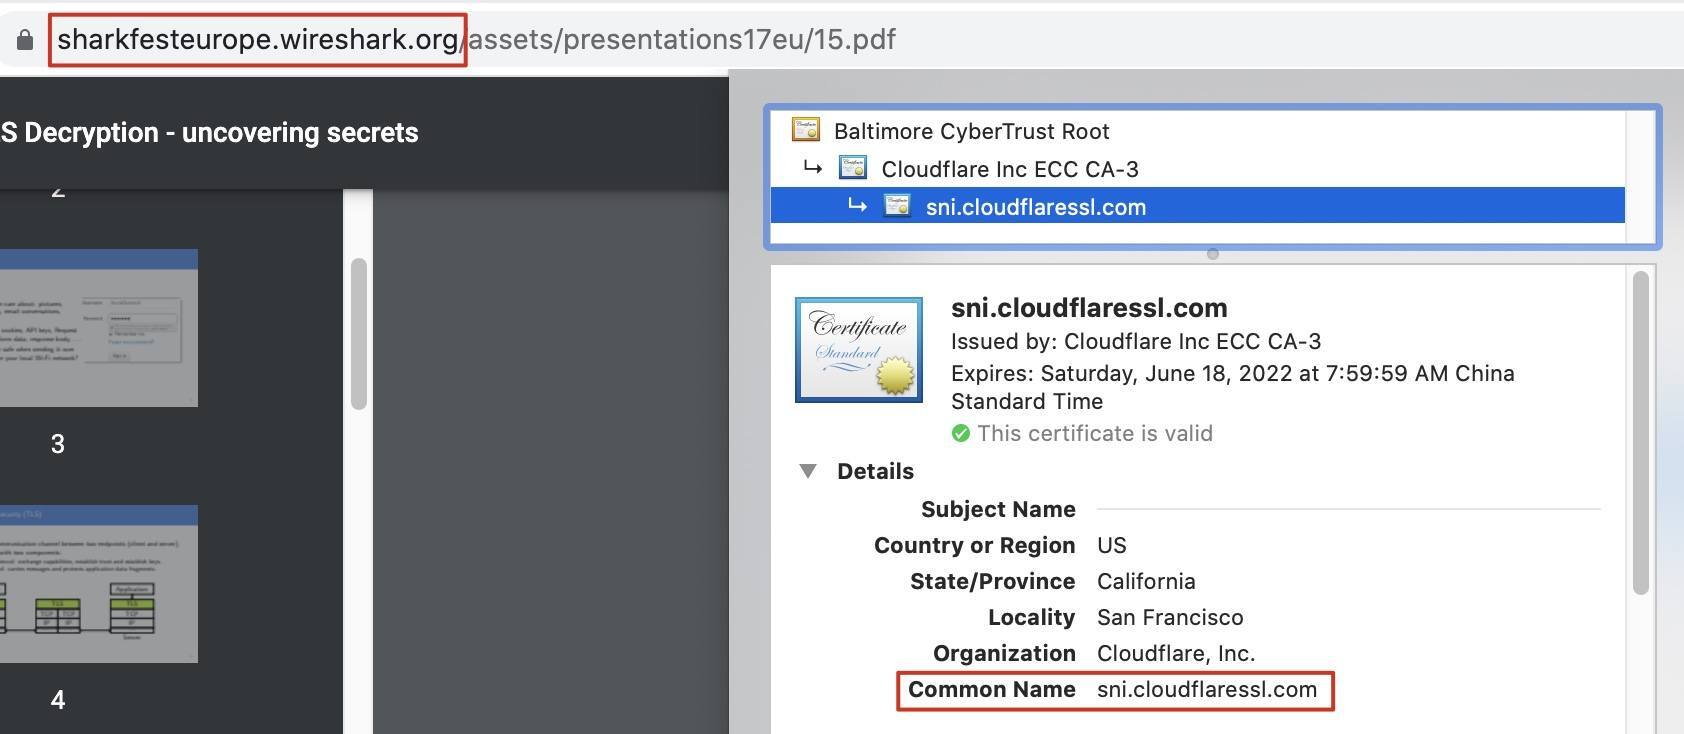 sharkfesteurope.wireshark.org/assets/presentations17eu/15.pdf
S Decryption - uncovering secrets
2
3
4
Baltimore CyberTrust Root
Cloudflare Inc ECC CA-3
sni.cloudflaressl.com
Certificate
Standard
sni.cloudflaressl.com
Issued by: Cloudflare Inc ECC CA-3
Expires: Saturday, June 18, 2022 at 7:59:59 AM China
Standard Time
This certificate is valid
Details
Subject Name
Country or Region US
State/Province California
Locality San Francisco
Organization Cloudflare, Inc.
Common Name sni.cloudflaressl.com